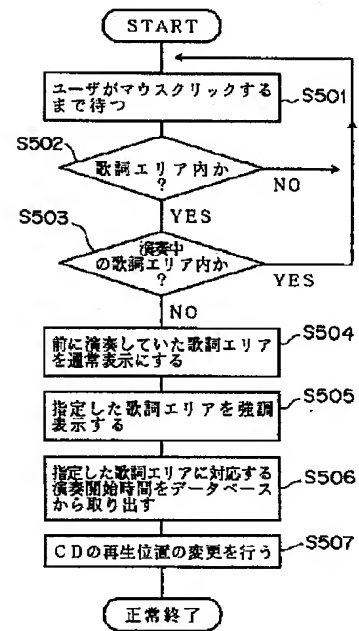 START
ユーザがマウスクリックする
まで待つ
S501
S502
歌詞エリア内か
?
NO
YES
S503
演奏中
の歌詞エリア内か
?
YES
NO
前に演奏していた歌詞エリア
を通常表示にする
S504
指定した歌詞エリアを強調
表示する
S505
指定した歌詞エリアに対応する
演奏開始時間をデータベース
から取り出す
S506
CDの再生位置の変更を行う
S507
正常終了